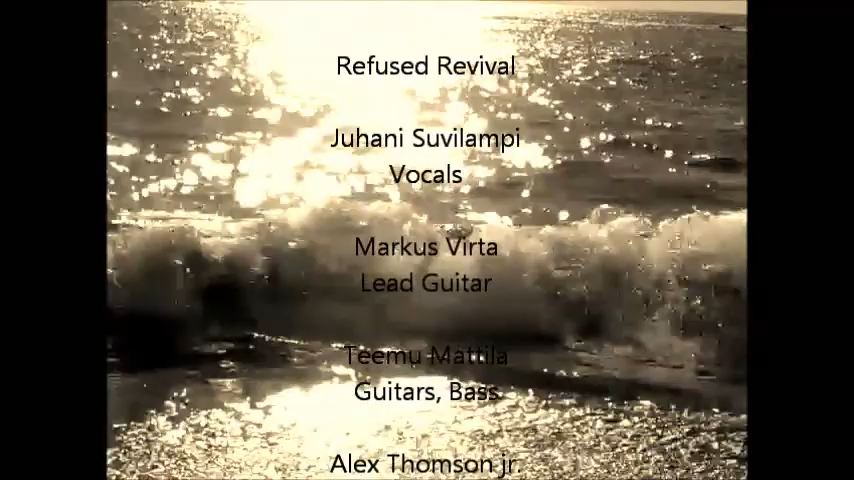 Refused Revival
Juhani Suvilampi
Vocals
Markus Virta
Lead Guitar
Teemu Mattila
Guitars, Bass
Alex Thomson jr.